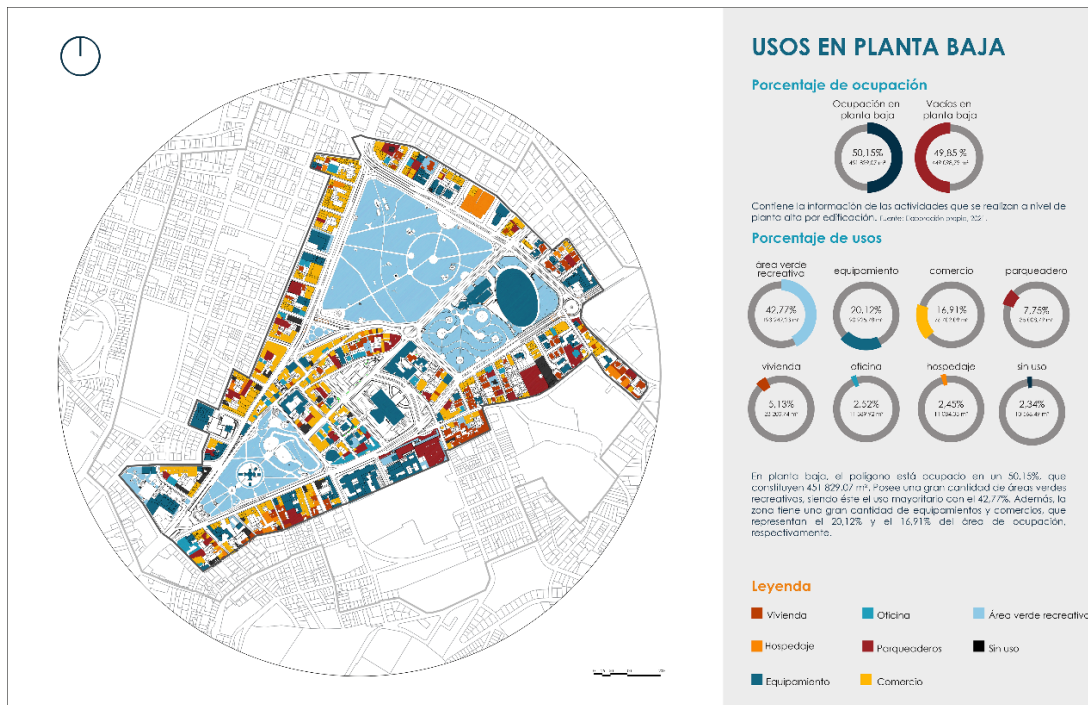 USOS EN PLANTA BAJA
Porcentaje de ocupación
Ocupación en planta baja
50,15%
Vacíos en planta baja
49,85 %
Contiene la información de las actividades que se realizan a nivel de
planta alta por edificación. Fuente: Elaboración propia, 2021.
Porcentaje de usos
área verde recreativa
42,77%
equipamiento
20,12%
comercio
16,91%
parqueadero
7,75%
vivienda
5,13%
oficina
2,52%
hospedaje
2,45%
sin uso
2,34%
En planta baja, el polígono está ocupado en un 50,15%, que
constituyen 451 829.07 m². Posee una gran cantidad de áreas verdes
recreativas, siendo éste el uso mayoritario con el 42,77%. Además, la
zona tiene una gran cantidad de equipamientos y comercios, que
representan el 20,12% y el 16,91% del área de ocupación,
respectivamente.
Leyenda
Vivienda
Oficina
Área verde recreativa
Hospedaje
Parqueaderos
Sin uso
Equipamiento
Comercio